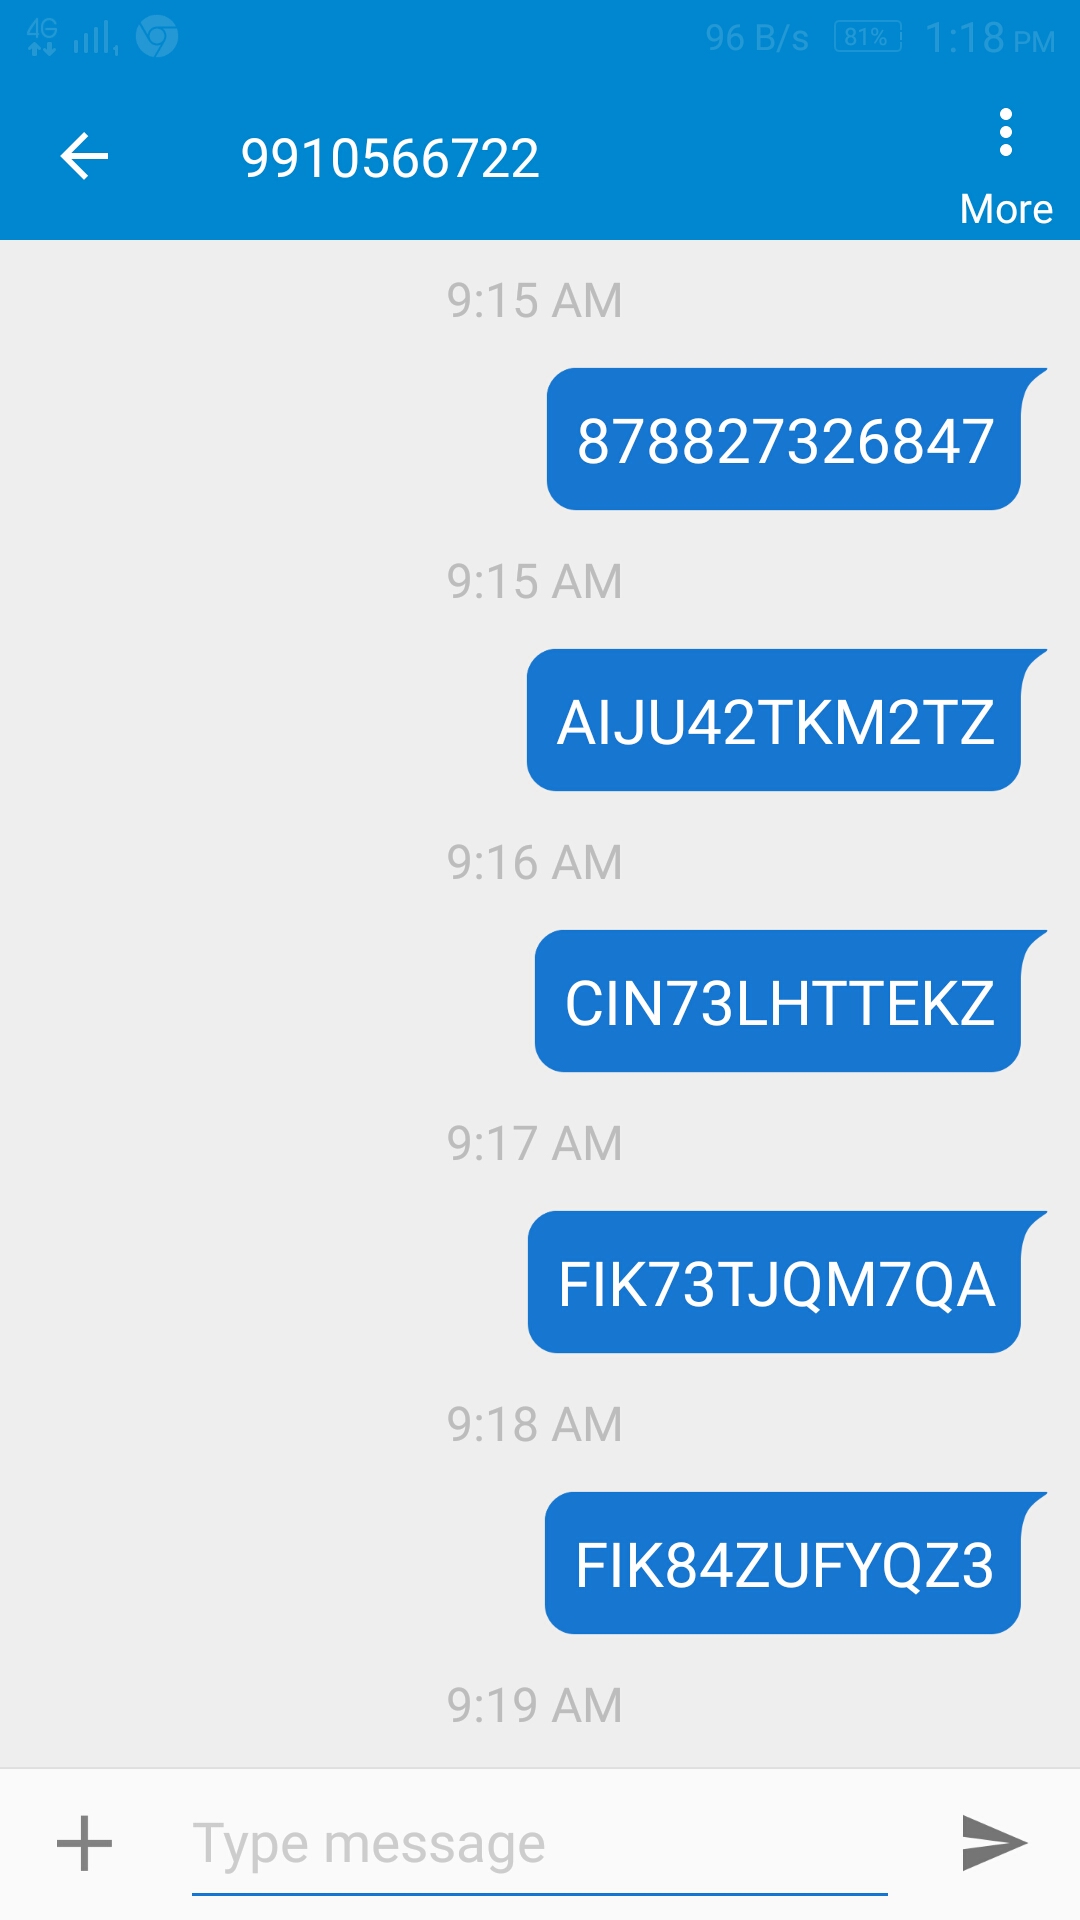 4G 96 B/s 81% 1:18 PM
9910566722
More
9:15 AM
878827326847
9:15 AM
AIJU42TKM2TZ
9:16 AM
CIN73LHTTEKZ
9:17 AM
FIK73TJQM7QA
9:18 AM
FIK84ZUFYQZ3
9:19 AM
Type message